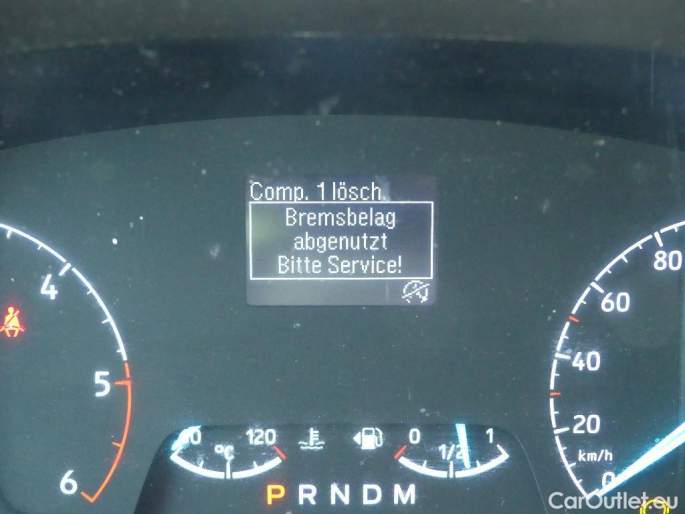 Comp. 1 lösch.
Bremsbelag
abgenutzt
Bitte Service!
4
5
6
80
60
40
20
km/h
0
120
°C
0
1/2
1
P R N D M
CarOutlet.eu